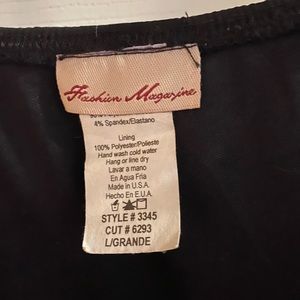 Fashion Magazine
4% Spandex/Elastano
Lining
100% Polyester/Polieste
Hand wash cold water
Hang or line dry
Lavar a mano
En Agua Fria
Made in U.S.A.
Hecho En E.U.A.
STYLE # 3345
CUT # 6293
L/GRANDE